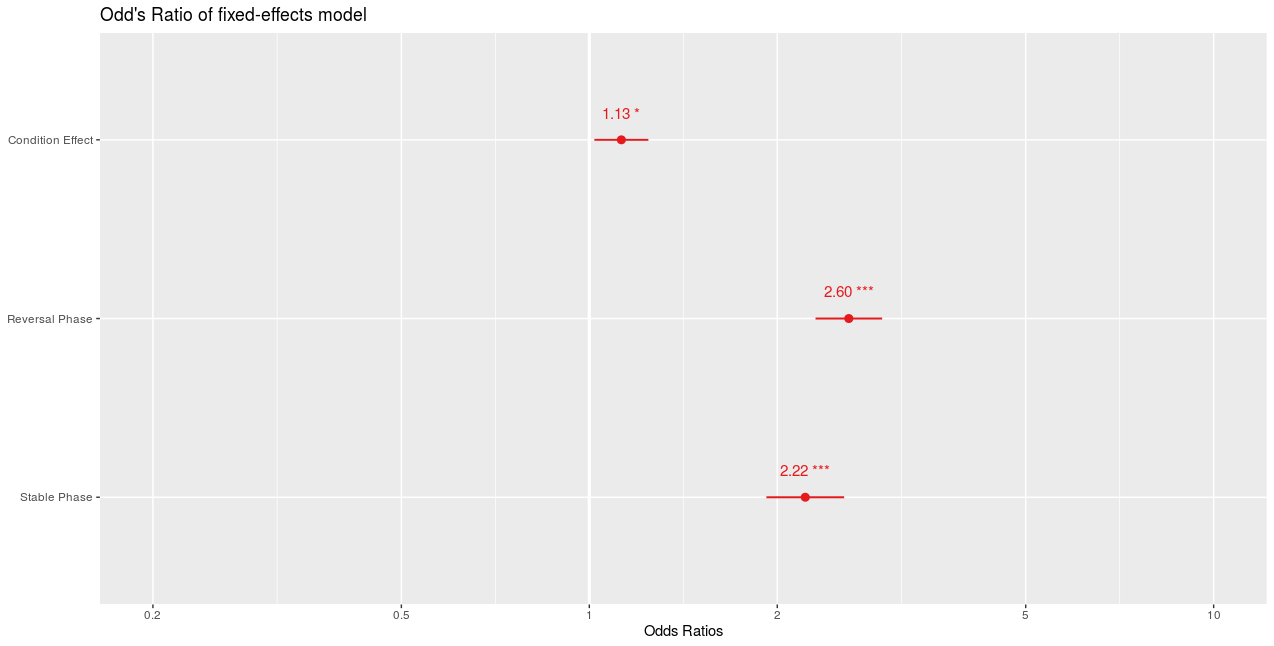 Odd's Ratio of fixed-effects model
1.13 *
Condition Effect
2.60 ***
Reversal Phase
2.22 ***
Stable Phase
0.2 0.5 1 2 5 10
Odds Ratios